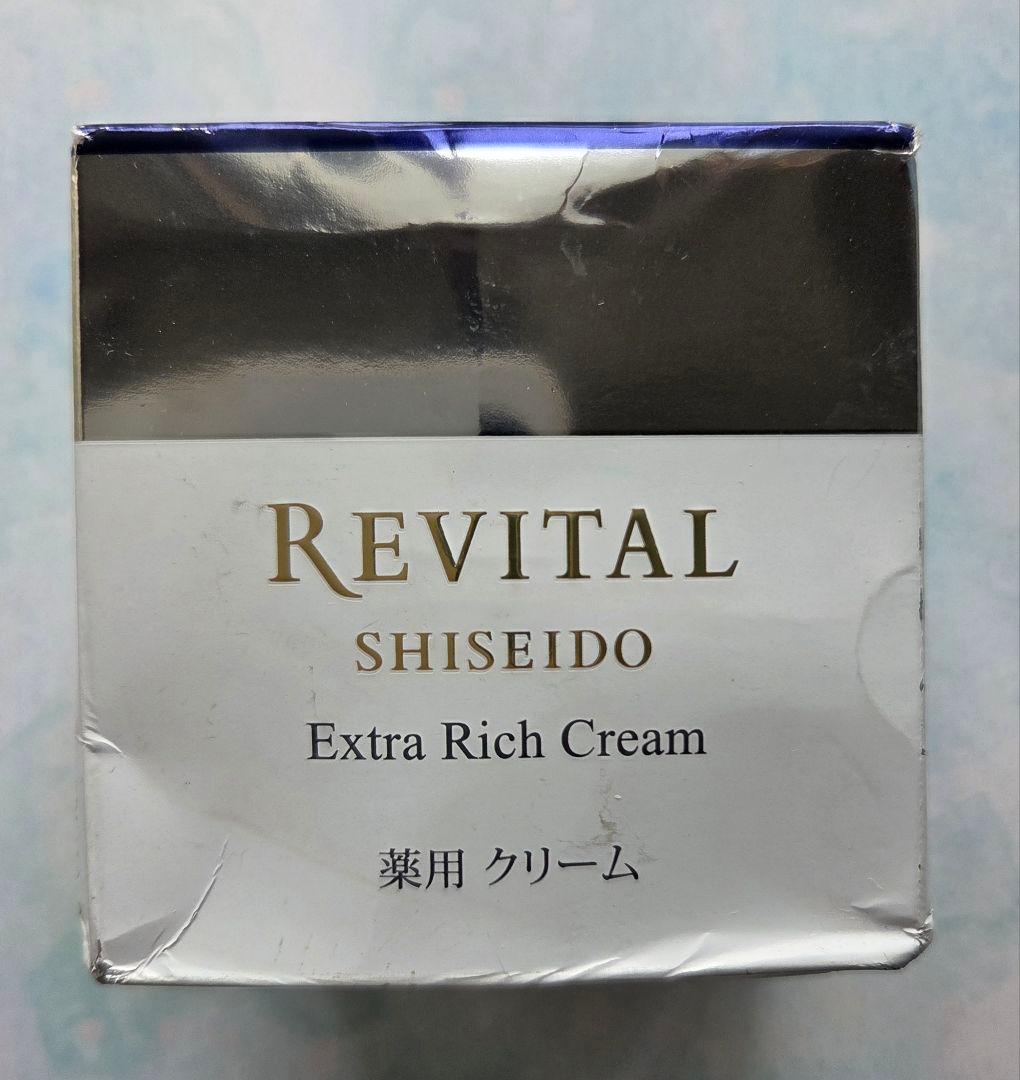 REVITAL
SHISEIDO
Extra Rich Cream
薬用 クリーム